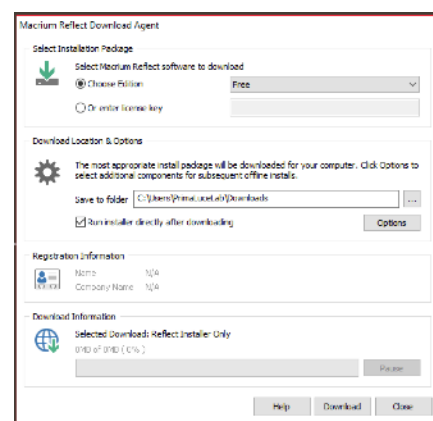 Macrium Reflect Download Agent
Select Installation Package
Select Macrium Reflect software to download
Choose Edition
Free
Or enter license key
Download Location & Options
The most appropriate install package will be downloaded for your computer. Click Options to
select additional components for subsequent offline installs.
Save to folder
C:\Users\PrimaLuceLab\Downloads
...
Run installer directly after downloading
Options
Registration Information
Name N/A
Company Name N/A
Download Information
Selected Download: Reflect Installer Only
0MB of 0MB ( 0% )
Pause
Help
Download
Close